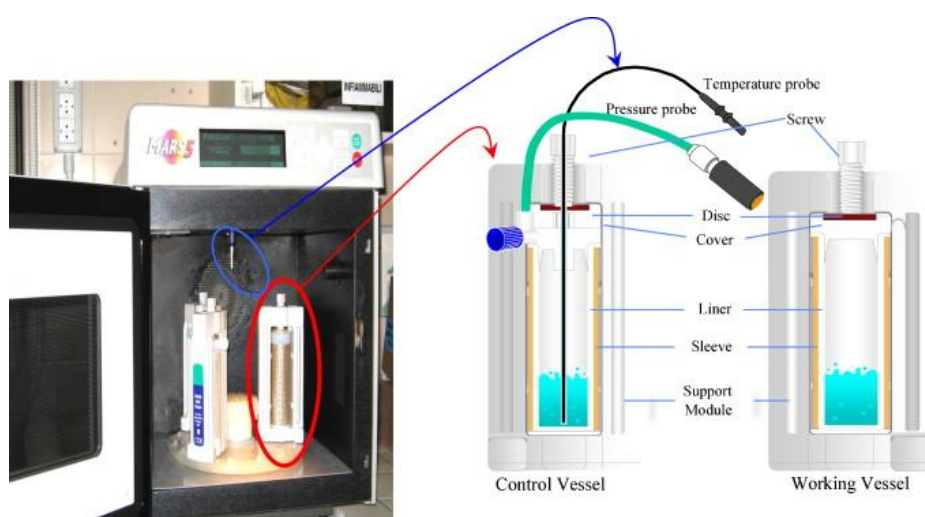 INFIAMMABILI
MARS 5
Temperature probe
Pressure probe
Screw
Disc
Cover
Liner
Sleeve
Support
Module
Control Vessel
Working Vessel